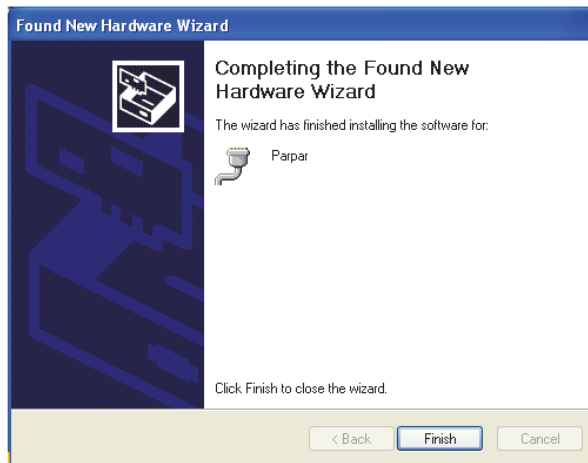 Found New Hardware Wizard
Completing the Found New
Hardware Wizard
The wizard has finished installing the software for:
Parpar
Click Finish to close the wizard.
< Back Finish Cancel